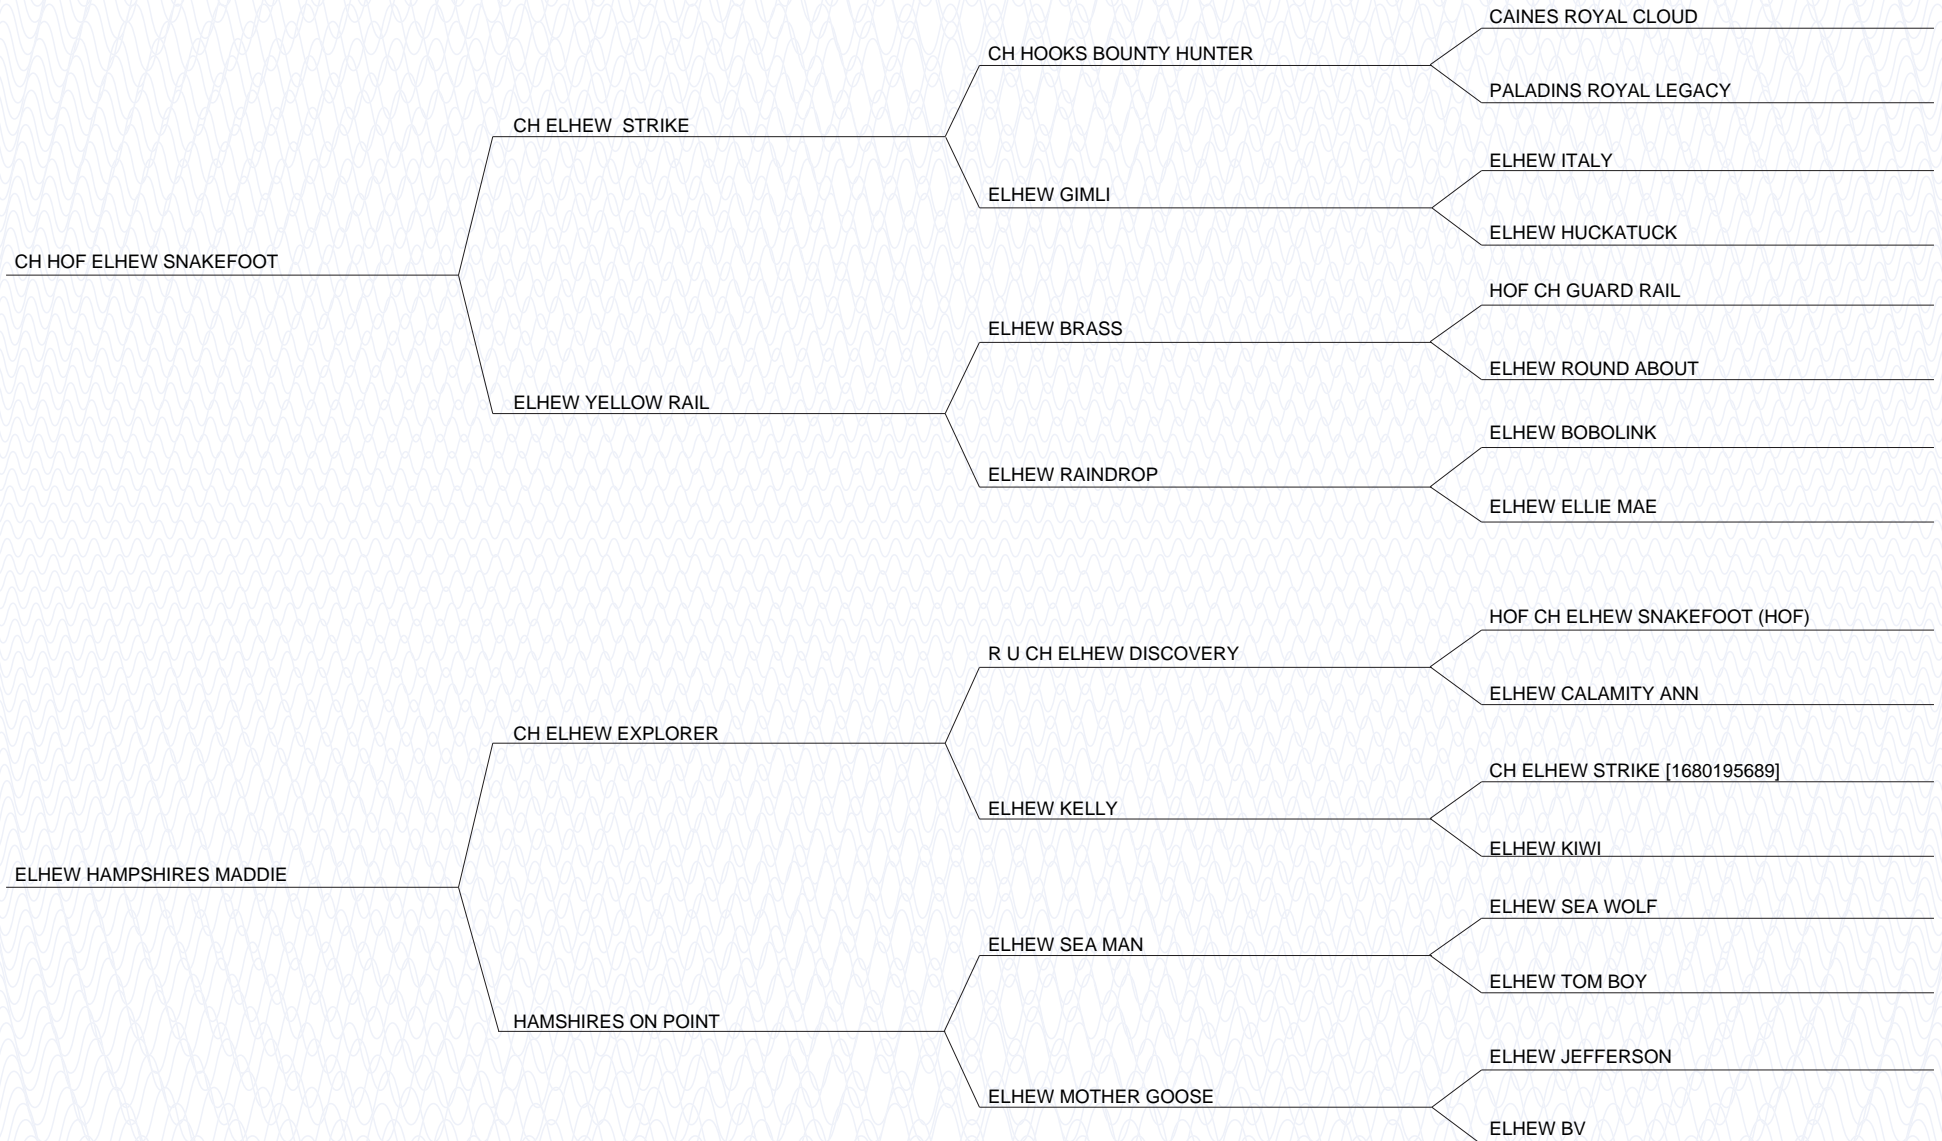 CAINES ROYAL CLOUD
CH HOOKS BOUNTY HUNTER
PALADINS ROYAL LEGACY
CH ELHEW  STRIKE
ELHEW ITALY
ELHEW GIMLI
ELHEW HUCKATUCK
CH HOF ELHEW SNAKEFOOT
HOF CH GUARD RAIL
ELHEW BRASS
ELHEW ROUND ABOUT
ELHEW YELLOW RAIL
ELHEW BOBOLINK
ELHEW RAINDROP
ELHEW ELLIE MAE
HOF CH ELHEW SNAKEFOOT (HOF)
R U CH ELHEW DISCOVERY
ELHEW CALAMITY ANN
CH ELHEW EXPLORER
CH ELHEW STRIKE [1680195689]
ELHEW KELLY
ELHEW KIWI
ELHEW HAMPSHIRES MADDIE
ELHEW SEA WOLF
ELHEW SEA MAN
ELHEW TOM BOY
HAMSHIRES ON POINT
ELHEW JEFFERSON
ELHEW MOTHER GOOSE
ELHEW BV